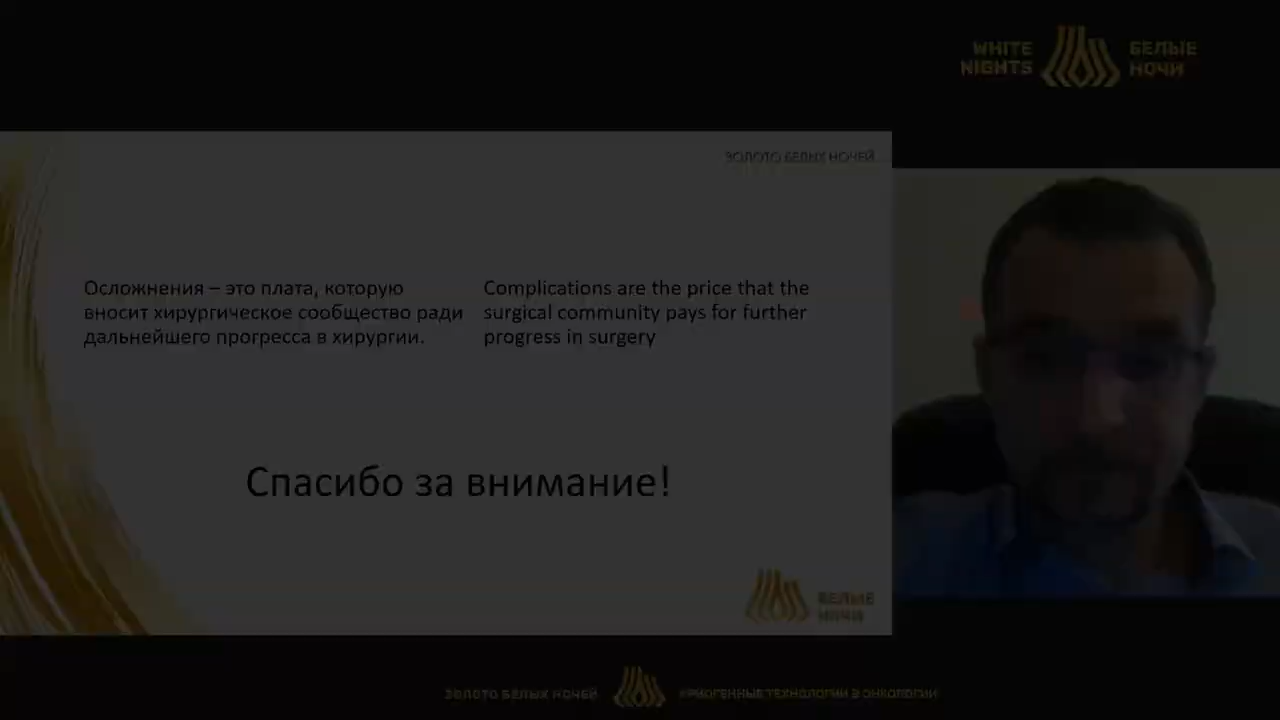 WHITE
NIGHTS
БЕЛЫЕ
НОЧИ
ЗОЛОТО БЕЛЫХ НОЧЕЙ
Осложнения – это плата, которую
вносит хирургическое сообщество ради
дальнейшего прогресса в хирургии.
Complications are the price that the
surgical community pays for further
progress in surgery
Спасибо за внимание!
БЕЛЫЕ
НОЧИ
ЗОЛОТО БЕЛЫХ НОЧЕЙ
КРИОГЕННЫЕ ТЕХНОЛОГИИ В ОНКОЛОГИИ